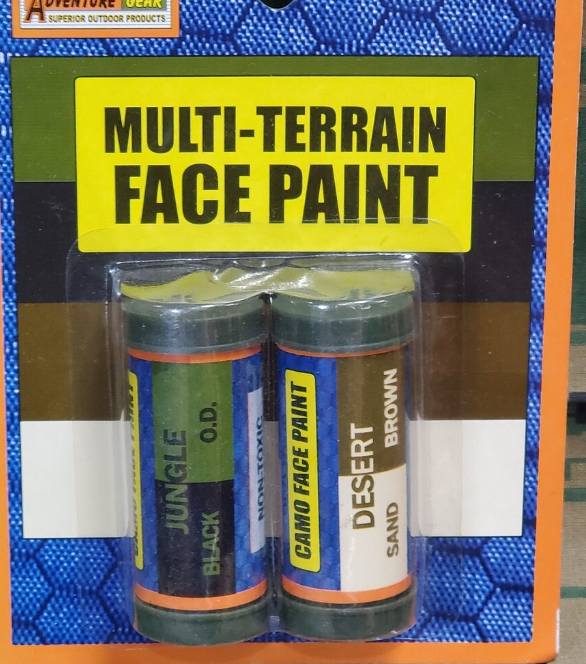 ADVENTURE GEAR
SUPERIOR OUTDOOR PRODUCTS
MULTI-TERRAIN
FACE PAINT
JUNGLE
O.D.
BLACK
NON-TOXIC
CAMO FACE PAINT
DESERT
BROWN
SAND